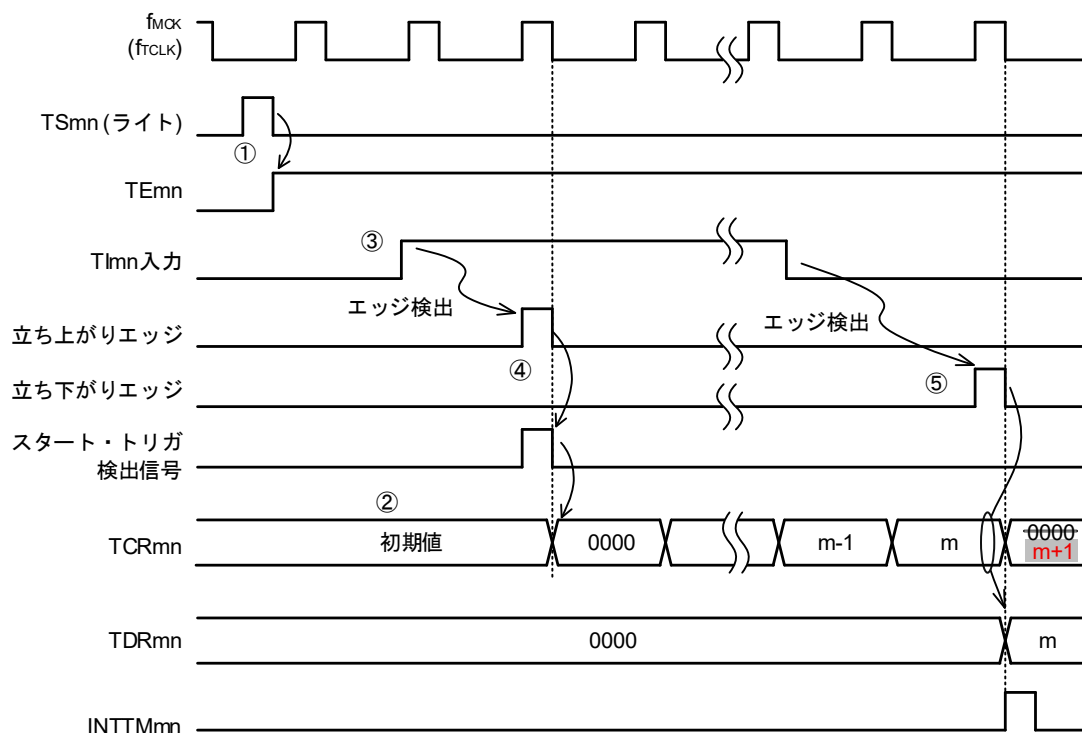 fMCK
(fTCLK)
TSmn (ライト)
①
TEmn
③
TImn入力
エッジ検出
エッジ検出
立ち上がりエッジ
④
⑤
立ち下がりエッジ
スタート・トリガ
検出信号
②
TCRmn
初期値
0000
m-1
m
0000
m+1
TDRmn
0000
m
INTTMmn